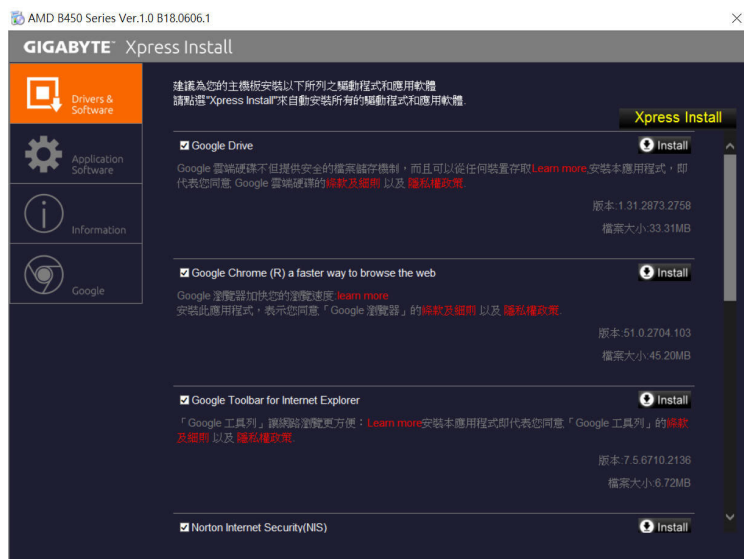 AMD B450 Series Ver.1.0 B18.0606.1
GIGABYTE™ Xpress Install
Drivers &
Software
Application
Software
Information
Google
建議為您的主機板安裝以下所列之驅動程式和應用軟體
請點選"Xpress Install"來自動安裝所有的驅動程式和應用軟體.
Xpress Install
Google Drive
Install
Google 雲端硬碟不但提供安全的檔案儲存機制，而且可以從任何裝置存取Learn more.安裝本應用程式，即
代表您同意 Google 雲端硬碟的條款及細則 以及 隱私權政策.
版本:1.31.2873.2758
檔案大小:33.31MB
Google Chrome (R) a faster way to browse the web
Install
Google 瀏覽器加快您的瀏覽速度.learn more
安裝此應用程式，表示您同意「Google 瀏覽器」的條款及細則 以及 隱私權政策.
版本:51.0.2704.103
檔案大小:45.20MB
Google Toolbar for Internet Explorer
Install
「Google 工具列」讓網路瀏覽更方便：Learn more安裝本應用程式即代表您同意「Google 工具列」的條款
及細則 以及 隱私權政策.
版本:7.5.6710.2136
檔案大小:6.72MB
Norton Internet Security(NIS)
Install